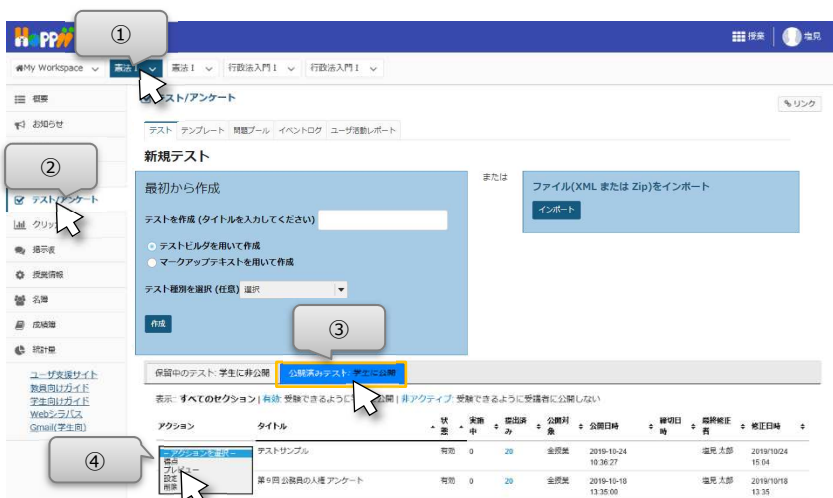 Hoppii
①
授業
塩見
My Workspace
憲法 I
憲法 I
行政法入門 I
行政法入門 I
概要
テスト/アンケート
リンク
お知らせ
テスト テンプレート 問題プール イベントログ ユーザ活動レポート
②
新規テスト
最初から作成
または
ファイル(XML または Zip)をインポート
テスト/アンケート
テストを作成 (タイトルを入力してください)
インポート
クリッ
テストビルダを用いて作成
掲示板
マークアップテキストを用いて作成
授業情報
テスト種別を選択 (任意) 選択
名簿
成績簿
作成
③
統計量
保留中のテスト: 学生に非公開
公開済みテスト: 学生に公開
ユーザ支援サイト
教員向けガイド
学生向けガイド
Webシラバス
Gmail(学生向)
表示: すべてのセクション | 有効: 受験できるように 公開 | 非アクティブ: 受験できるように受講者に公開しない
アクション タイトル 状態 実施中 提出済み 公開対象 公開日時 締切日時 最終修正者 修正日時
④
－アクションを選択－
得点
プレビュー
設定
削除
テストサンプル 有効 0 20 全授業 2019-10-24 10:36:27 塩見 太郎 2019/10/24 15:04
第9回 公務員の人権 アンケート 有効 0 20 全授業 2019-10-18 13:35:00 塩見 太郎 2019/10/18 13:35